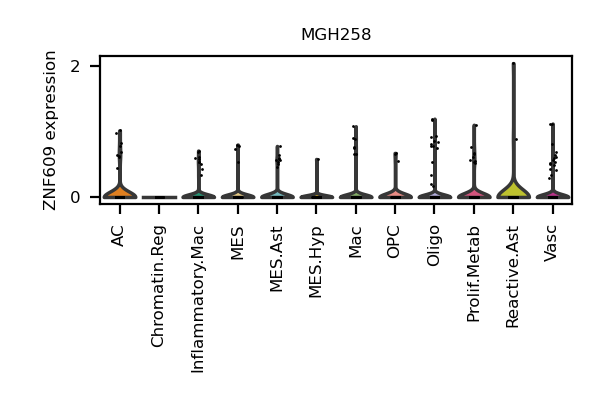 MGH258
ZNF609 expression
2
0
AC
Chromatin.Reg
Inflammatory.Mac
MES
MES.Ast
MES.Hyp
Mac
OPC
Oligo
Prolif.Metab
Reactive.Ast
Vasc